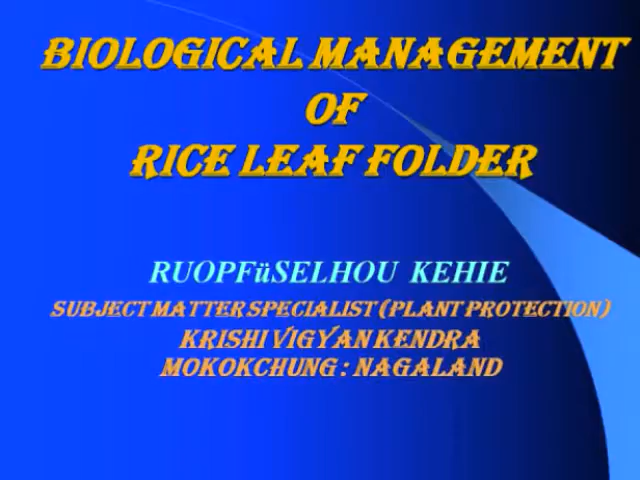 BIOLOGICAL MANAGEMENT
OF
RICE LEAF FOLDER
RUOPFüSELHOU KEHIE
SUBJECT MATTER SPECIALIST (PLANT PROTECTION)
KRISHI VIGYAN KENDRA
MOKOKCHUNG : NAGALAND